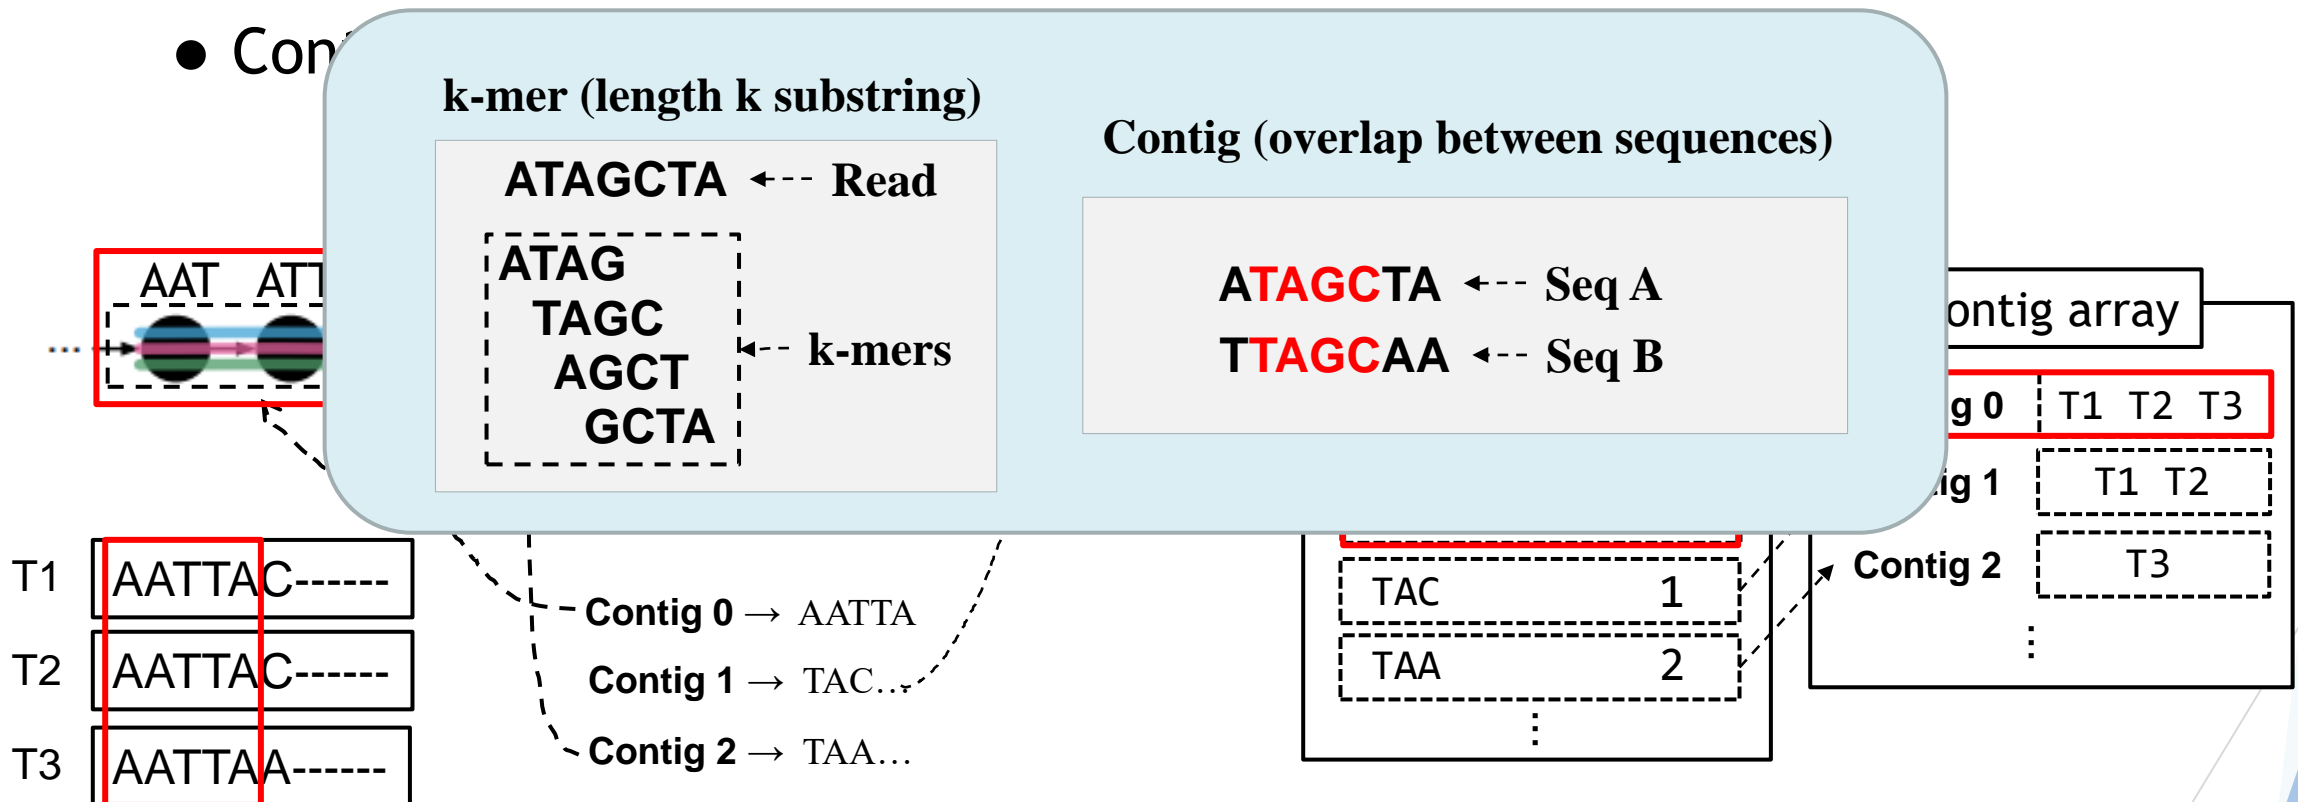 ● Con
k-mer (length k substring)
ATAGCTA Read
ATAG
TAGC
AGCT
GCTA
k-mers
Contig (overlap between sequences)
ATAGCTA Seq A
TTAGCAA Seq B
AAT ATT
...
ontig array
g 0 T1 T2 T3
ig 1 T1 T2
Contig 2 T3
⋮
T1 AATTAC------
T2 AATTAC------
T3 AATTAA------
Contig 0 → AATTA
Contig 1 → TAC...
Contig 2 → TAA...
TAC 1
TAA 2
⋮